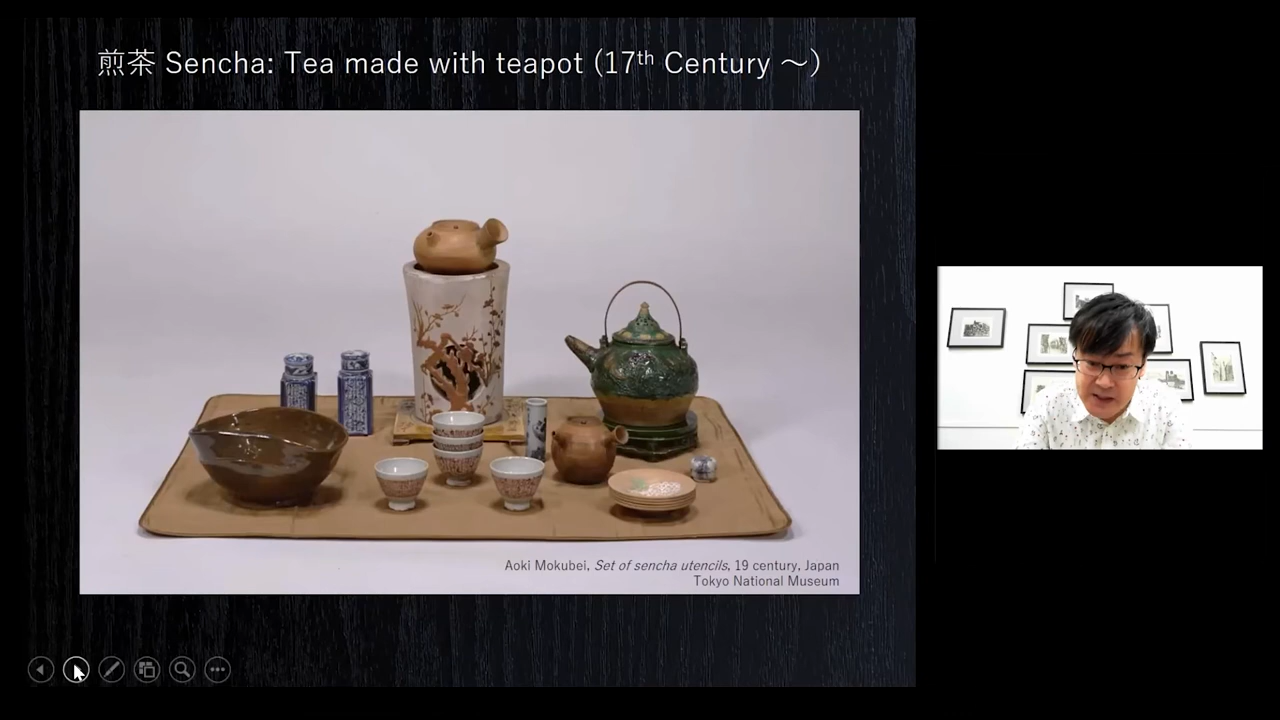 煎茶 Sencha: Tea made with teapot (17th Century ～)
Aoki Mokubei, Set of sencha utencils, 19 century, Japan
Tokyo National Museum